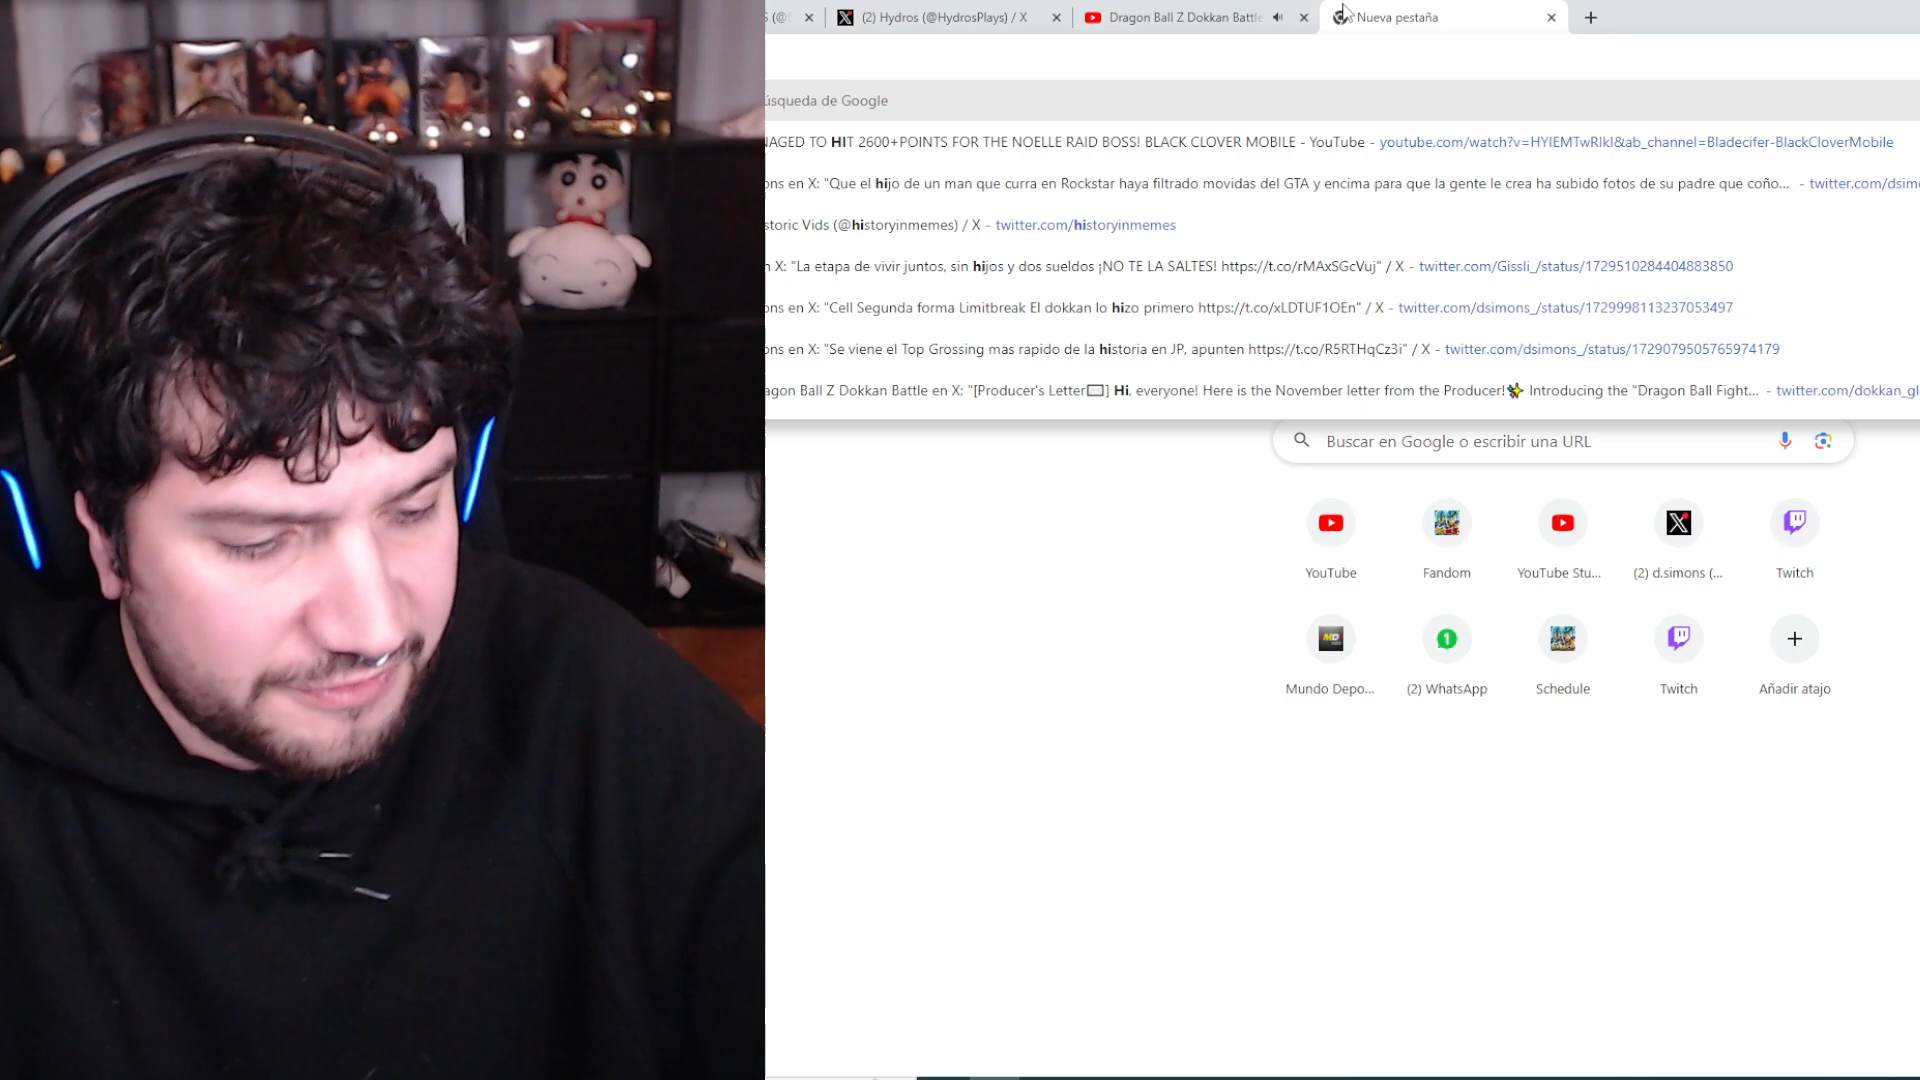 (2) Hydros (@HydrosPlays) / X
Dragon Ball Z Dokkan Battle
Nueva pestaña
úsqueda de Google
NAGED TO HIT 2600+POINTS FOR THE NOELLE RAID BOSS! BLACK CLOVER MOBILE - YouTube - youtube.com/watch?v=HYIEMTwRlkI&ab_channel=Bladecifer-BlackCloverMobile
ons en X: "Que el hijo de un man que curra en Rockstar haya filtrado movidas del GTA y encima para que la gente le crea ha subido fotos de su padre que coño... - twitter.com/dsimo
storic Vids (@historyinmemes) / X - twitter.com/historyinmemes
n X: "La etapa de vivir juntos, sin hijos y dos sueldos ¡NO TE LA SALTES! https://t.co/rMAxSGcVuj" / X - twitter.com/Gissli_/status/1729510284404883850
ons en X: "Cell Segunda forma Limitbreak El dokkan lo hizo primero https://t.co/xLDTUF1OEn" / X - twitter.com/dsimons_/status/1729998113237053497
ons en X: "Se viene el Top Grossing mas rapido de la historia en JP, apunten https://t.co/R5RTHqCz3i" / X - twitter.com/dsimons_/status/1729079505765974179
agon Ball Z Dokkan Battle en X: "[Producer's Letter] Hi, everyone! Here is the November letter from the Producer!✨ Introducing the "Dragon Ball Fight... - twitter.com/dokkan_gl
Buscar en Google o escribir una URL
YouTube
Fandom
YouTube Stu...
(2) d.simons (...
Twitch
Mundo Depo...
(2) WhatsApp
Schedule
Twitch
Añadir atajo